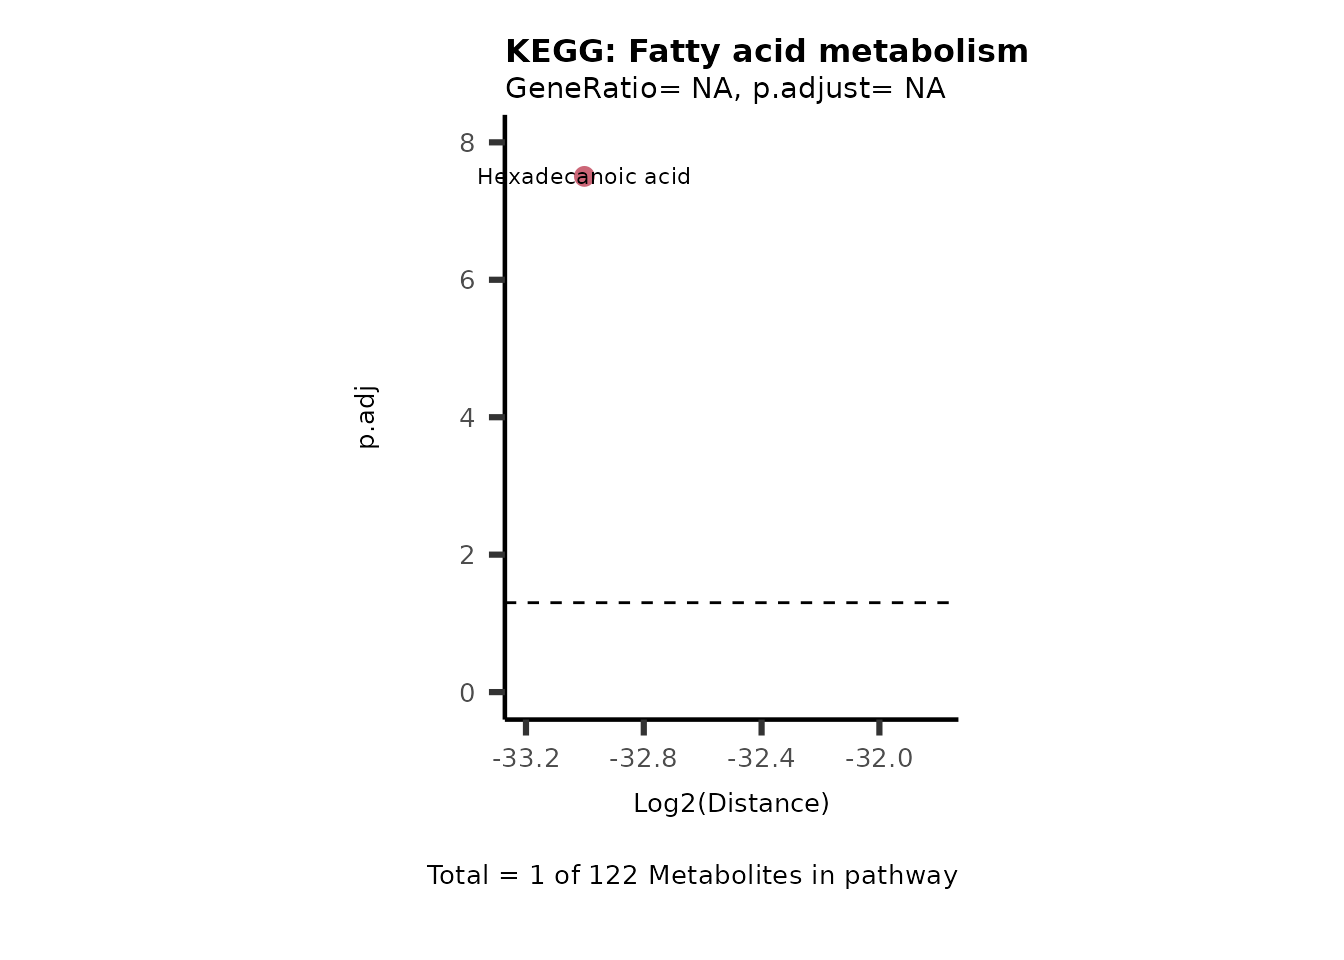 KEGG: Fatty acid metabolism
GeneRatio= NA, p.adjust= NA
8
Hexadecanoic acid
6
p.adj
4
2
0
-33.2 -32.8 -32.4 -32.0
Log2(Distance)
Total = 1 of 122 Metabolites in pathway